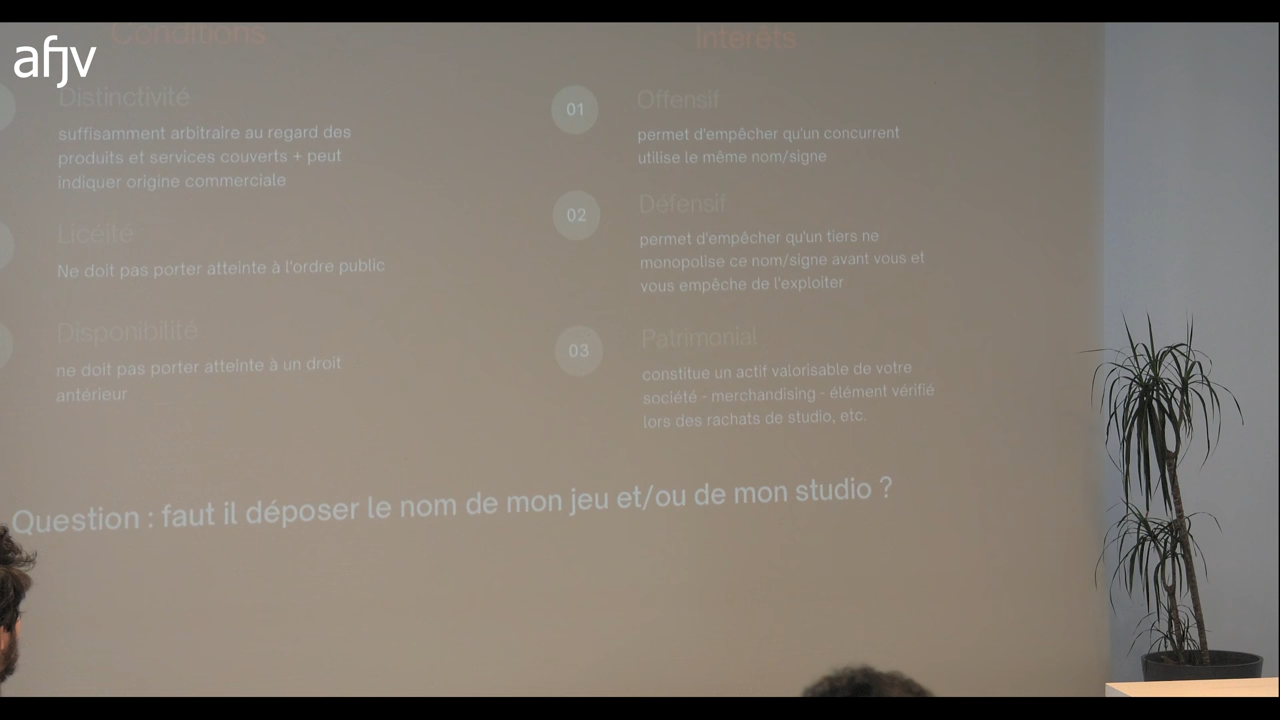 afjv
Conditions
Distinctivité
suffisamment arbitraire au regard des
produits et services couverts + peut
indiquer origine commerciale
Licéité
Ne doit pas porter atteinte à l'ordre public
Disponibilité
ne doit pas porter atteinte à un droit
antérieur
Intérêts
01
Offensif
permet d'empêcher qu'un concurrent
utilise le même nom/signe
02
Défensif
permet d'empêcher qu'un tiers ne
monopolise ce nom/signe avant vous et
vous empêche de l'exploiter
03
Patrimonial
constitue un actif valorisable de votre
société - merchandising - élément vérifié
lors des rachats de studio, etc.
Question : faut il déposer le nom de mon jeu et/ou de mon studio ?